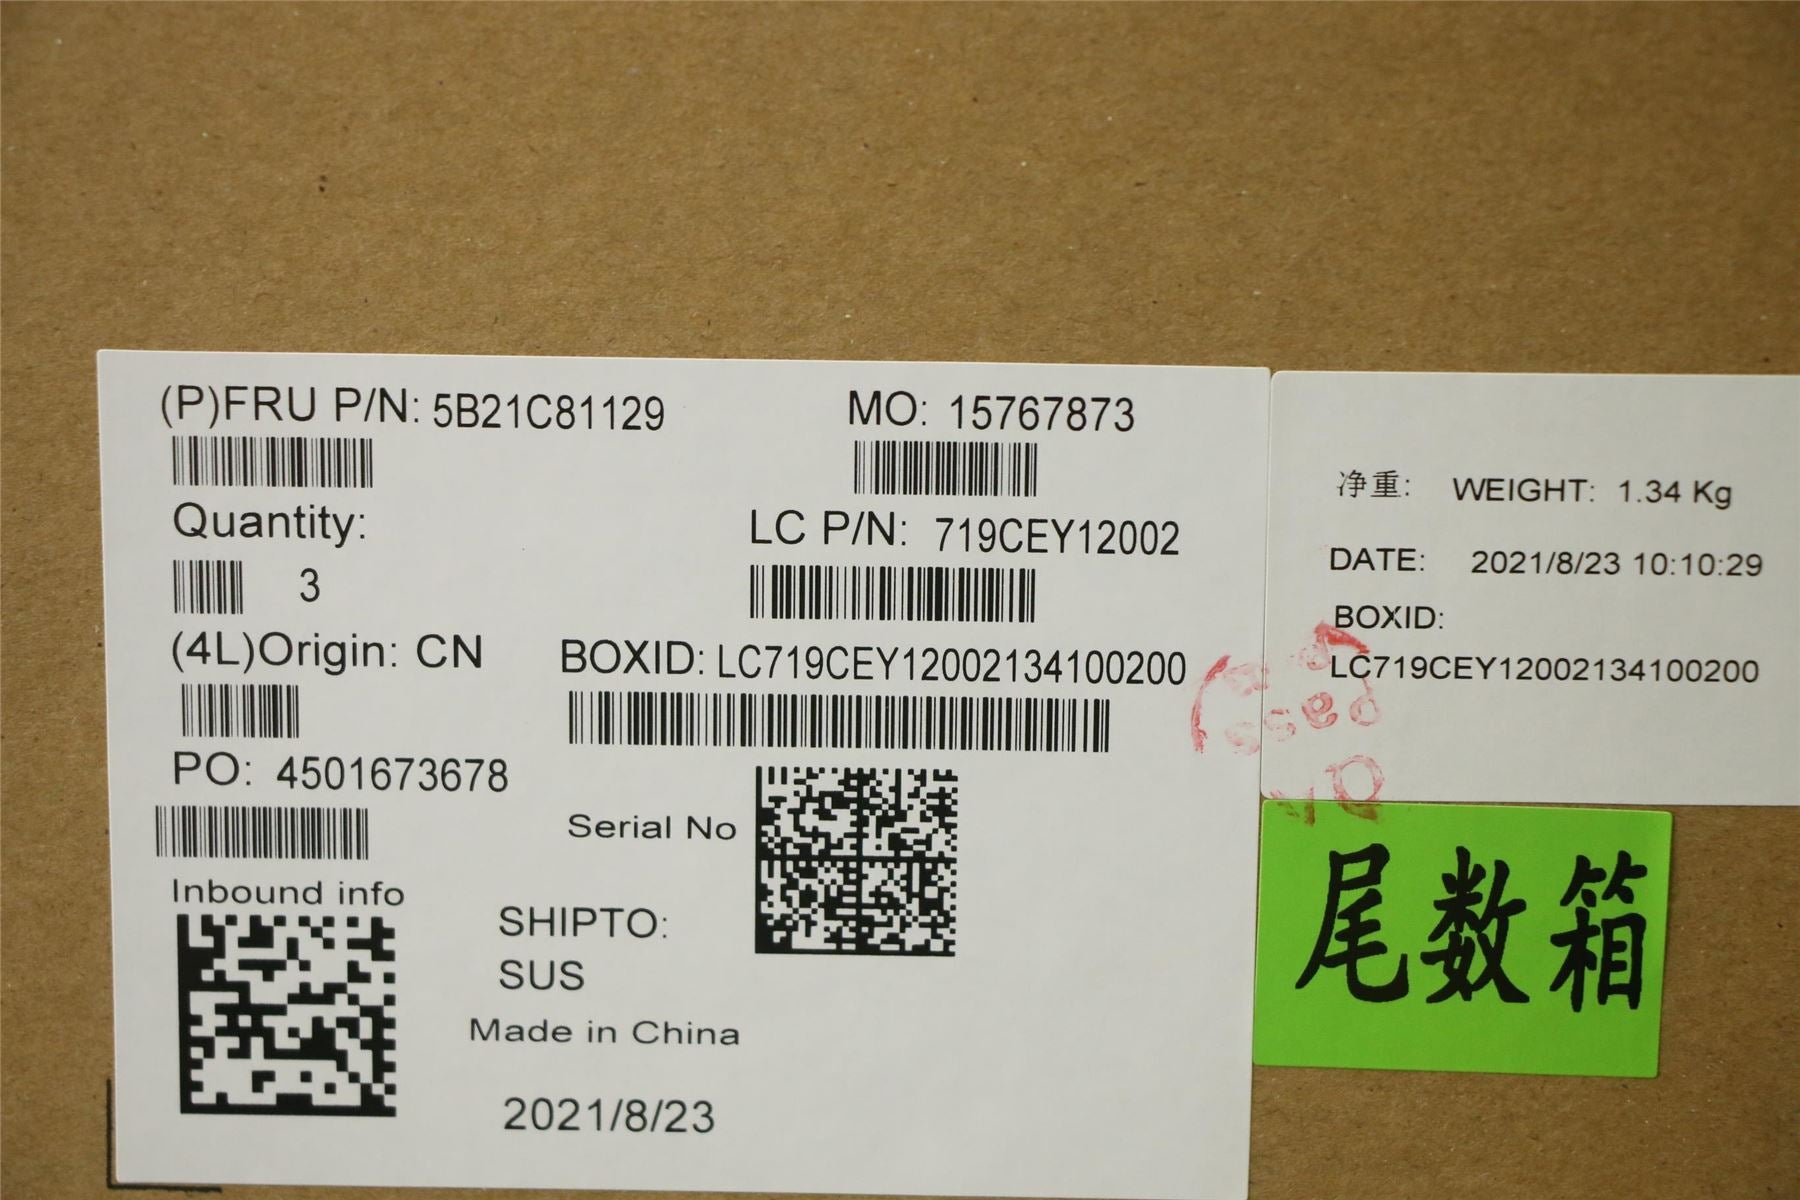 (P)FRU P/N: 5B21C81129
MO: 15767873
Quantity:
3
LC P/N: 719CEY12002
(4L)Origin: CN
BOXID: LC719CEY12002134100200
PO: 4501673678
Serial No
Inbound info
SHIPTO:
SUS
Made in China
2021/8/23
净重: WEIGHT: 1.34 Kg
DATE: 2021/8/23 10:10:29
BOXID:
LC719CEY12002134100200
Pass
尾数箱